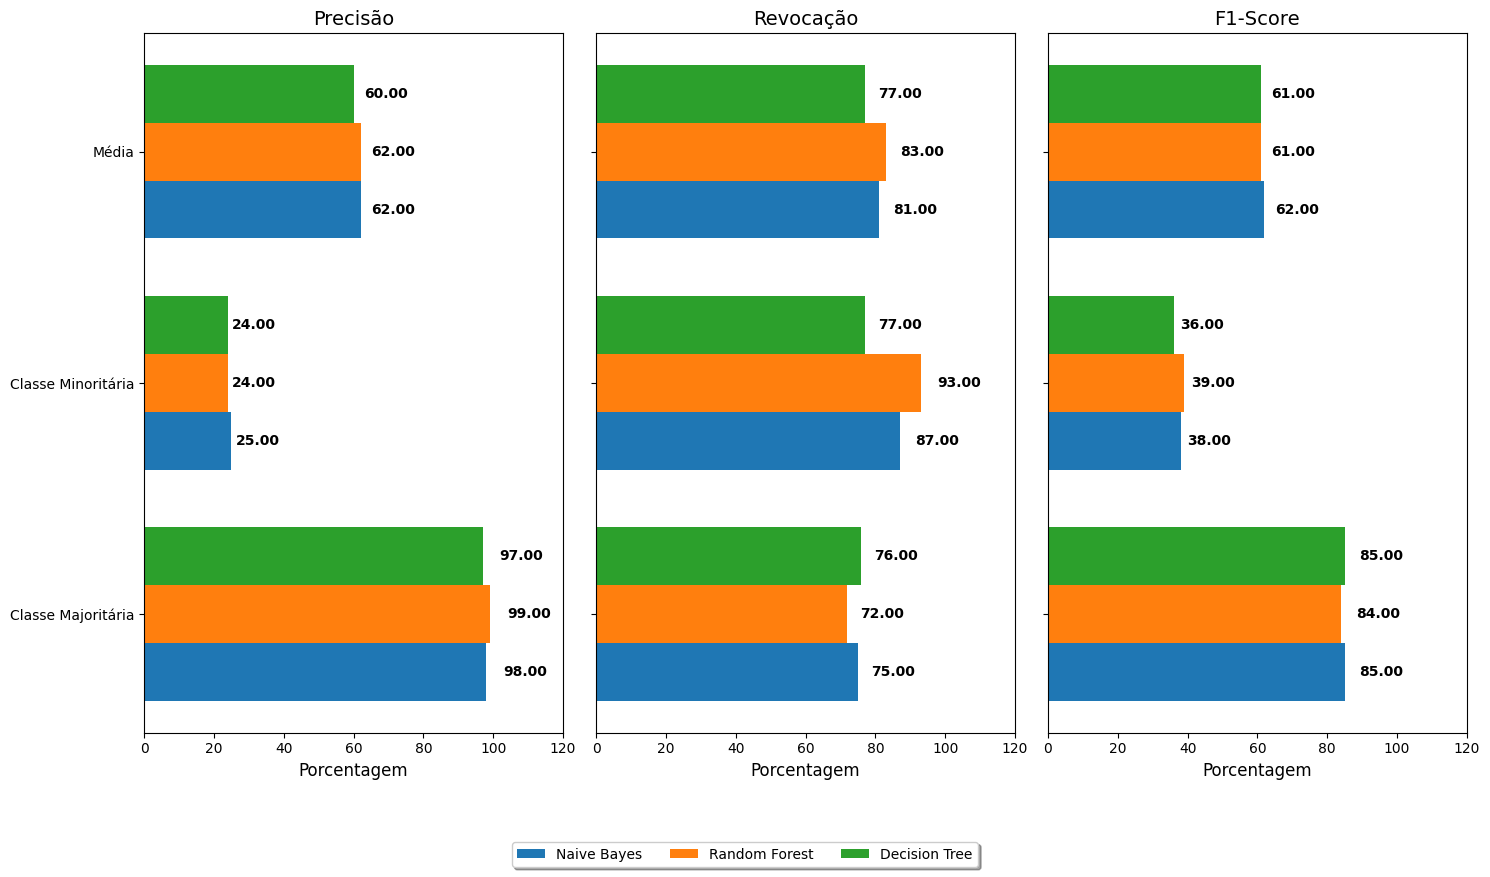 Precisão
Revocação
F1-Score
60.00
77.00
61.00
Média
62.00
83.00
61.00
62.00
81.00
62.00
24.00
77.00
36.00
Classe Minoritária
24.00
93.00
39.00
25.00
87.00
38.00
97.00
76.00
85.00
Classe Majoritária
99.00
72.00
84.00
98.00
75.00
85.00
0 20 40 60 80 100 120
0 20 40 60 80 100 120
0 20 40 60 80 100 120
Porcentagem
Porcentagem
Porcentagem
Naive Bayes
Random Forest
Decision Tree